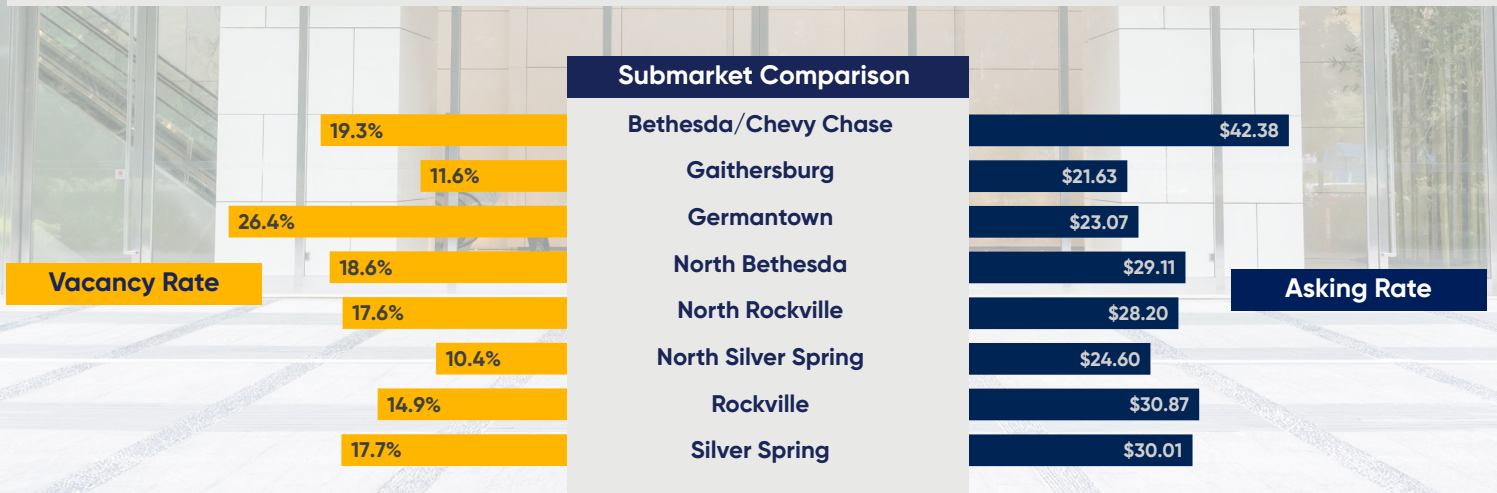 Submarket Comparison
19.3% Bethesda/Chevy Chase $42.38
11.6% Gaithersburg $21.63
26.4% Germantown $23.07
Vacancy Rate
18.6% North Bethesda $29.11
Asking Rate
17.6% North Rockville $28.20
10.4% North Silver Spring $24.60
14.9% Rockville $30.87
17.7% Silver Spring $30.01